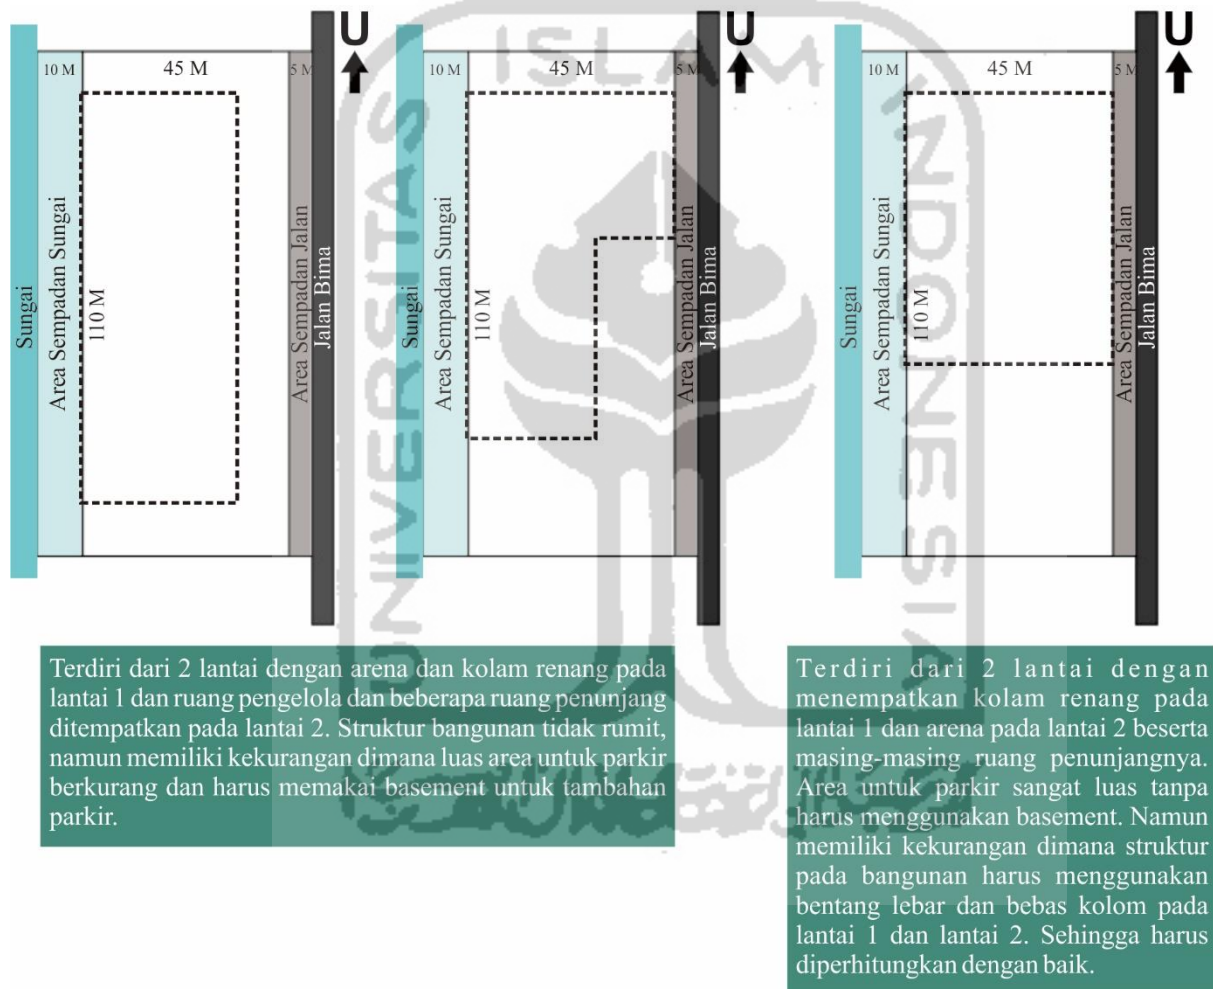 U
10 M
45 M
5 M
Sungai
Area Sempadan Sungai
110 M
Area Sempadan Jalan
Jalan Bima
U
10 M
45 M
5 M
Sungai
Area Sempadan Sungai
110 M
Area Sempadan Jalan
Jalan Bima
U
10 M
45 M
5 M
Sungai
Area Sempadan Sungai
110 M
Area Sempadan Jalan
Jalan Bima
ISLAM
UNIVERSITAS
INDONESIA
Terdiri dari 2 lantai dengan arena dan kolam renang pada
lantai 1 dan ruang pengelola dan beberapa ruang penunjang
ditempatkan pada lantai 2. Struktur bangunan tidak rumit,
namun memiliki kekurangan dimana luas area untuk parkir
berkurang dan harus memakai basement untuk tambahan
parkir.
Terdiri dari 2 lantai dengan
menempatkan kolam renang pada
lantai 1 dan arena pada lantai 2 beserta
masing-masing ruang penunjangnya.
Area untuk parkir sangat luas tanpa
harus menggunakan basement. Namun
memiliki kekurangan dimana struktur
pada bangunan harus menggunakan
bentang lebar dan bebas kolom pada
lantai 1 dan lantai 2. Sehingga harus
diperhitungkan dengan baik.